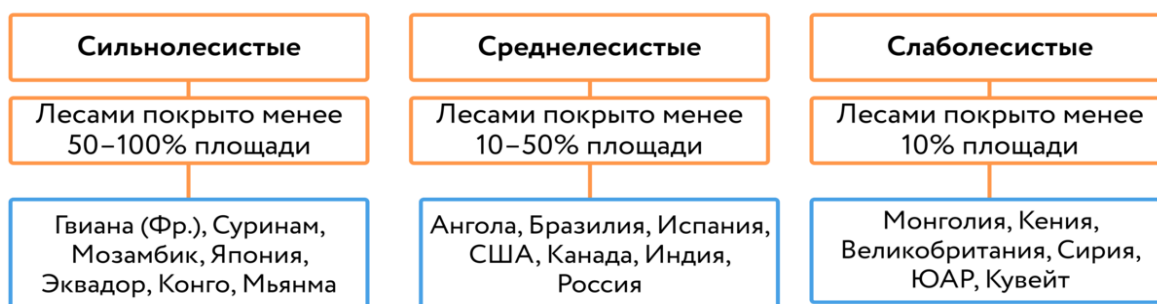 Сильнолесистые
Лесами покрыто менее
50–100% площади
Гвиана (Фр.), Суринам,
Мозамбик, Япония,
Эквадор, Конго, Мьянма
Среднелесистые
Лесами покрыто менее
10–50% площади
Ангола, Бразилия, Испания,
США, Канада, Индия,
Россия
Слаболесистые
Лесами покрыто менее
10% площади
Монголия, Кения,
Великобритания, Сирия,
ЮАР, Кувейт